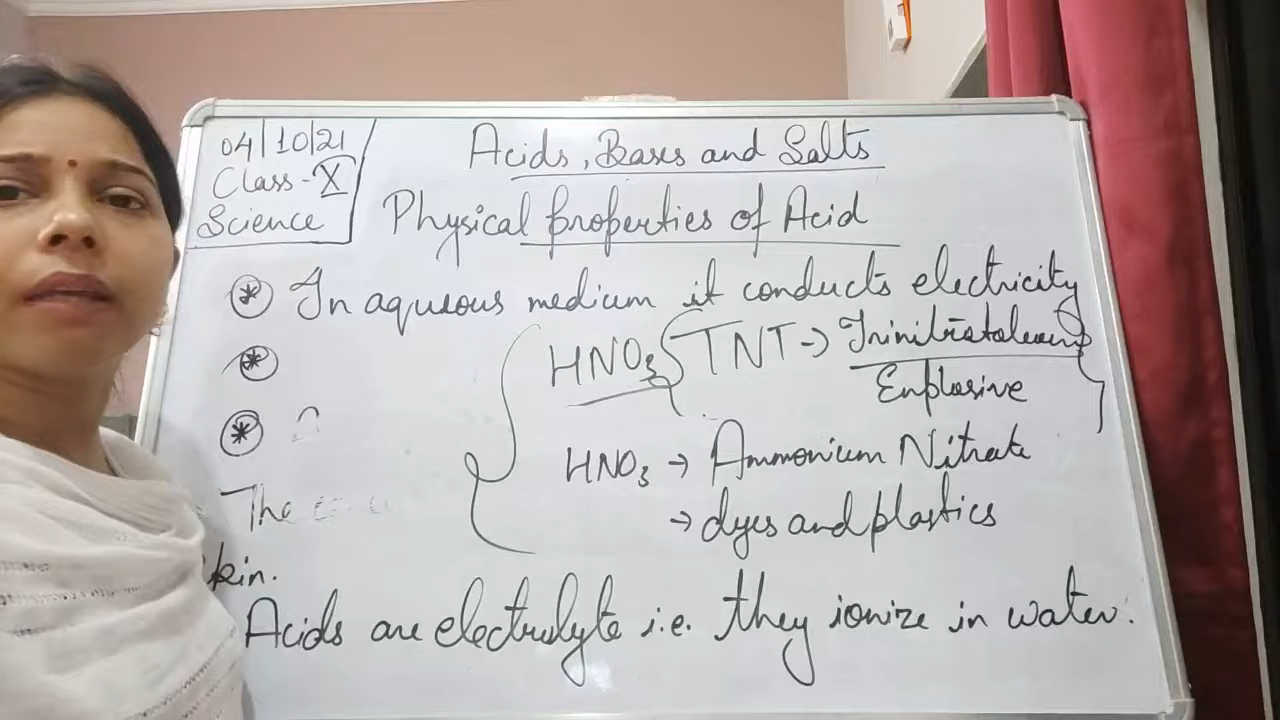 04/10/21
Class-X
Science
Acids, Bases and Salts
Physical properties of Acid
In aqueous medium it conducts electricity
HNO3 TNT → Trinitrotoluene
Explosive
HNO3 → Ammonium Nitrate
→ dyes and plastics
The
kin.
Acids are electrolyte i.e. they ionize in water.